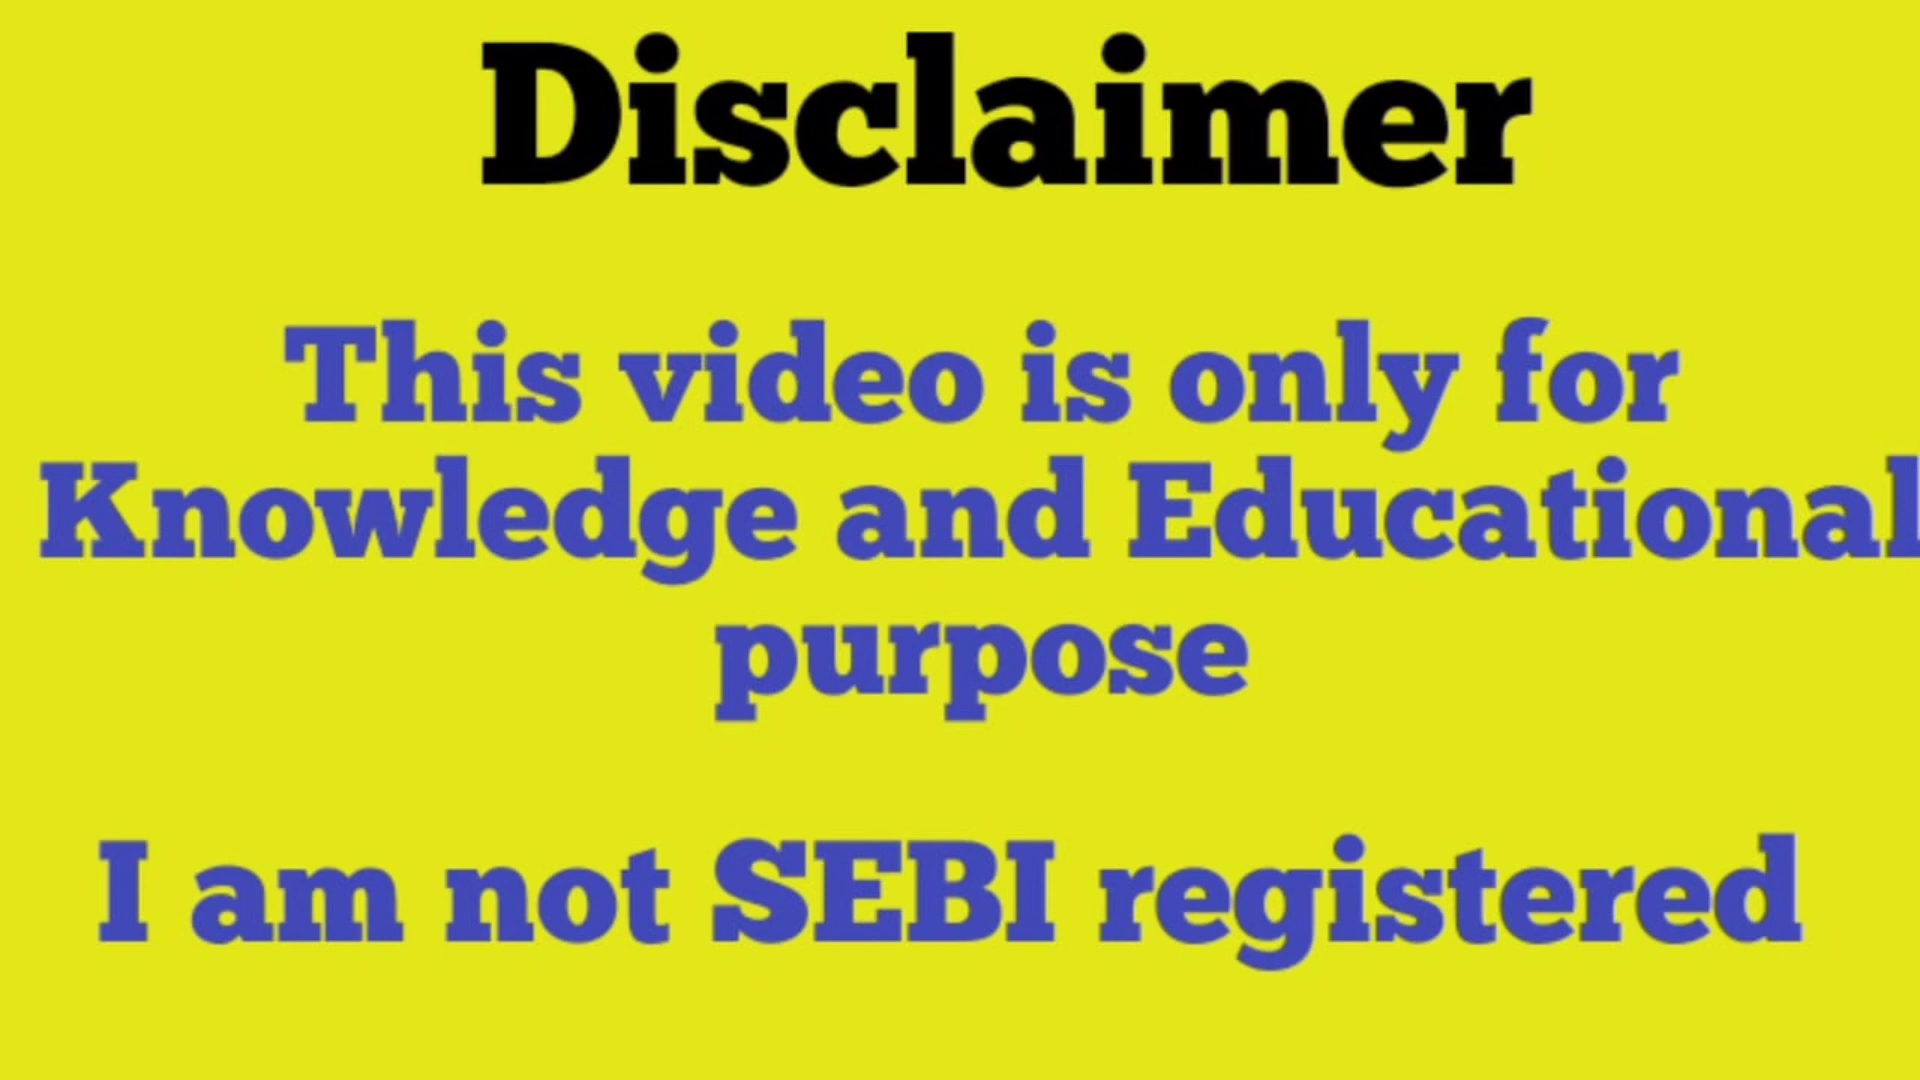 Disclaimer
This video is only for
Knowledge and Educational
purpose
I am not SEBI registered